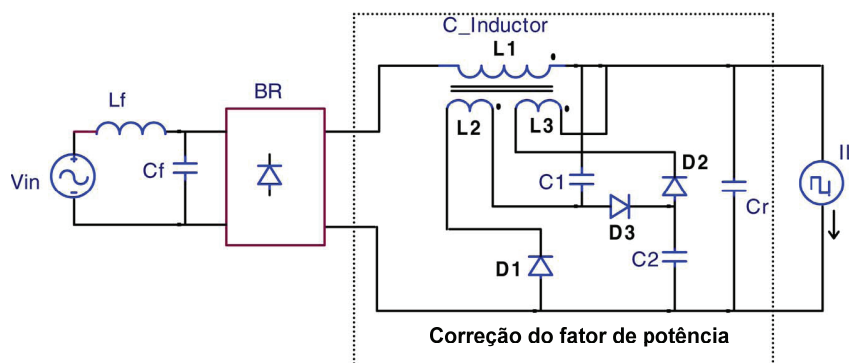 C_Inductor
L1
Lf
BR
L2
L3
D2
Vin
Cf
C1
Cr
D3
C2
D1
Correção do fator de potência